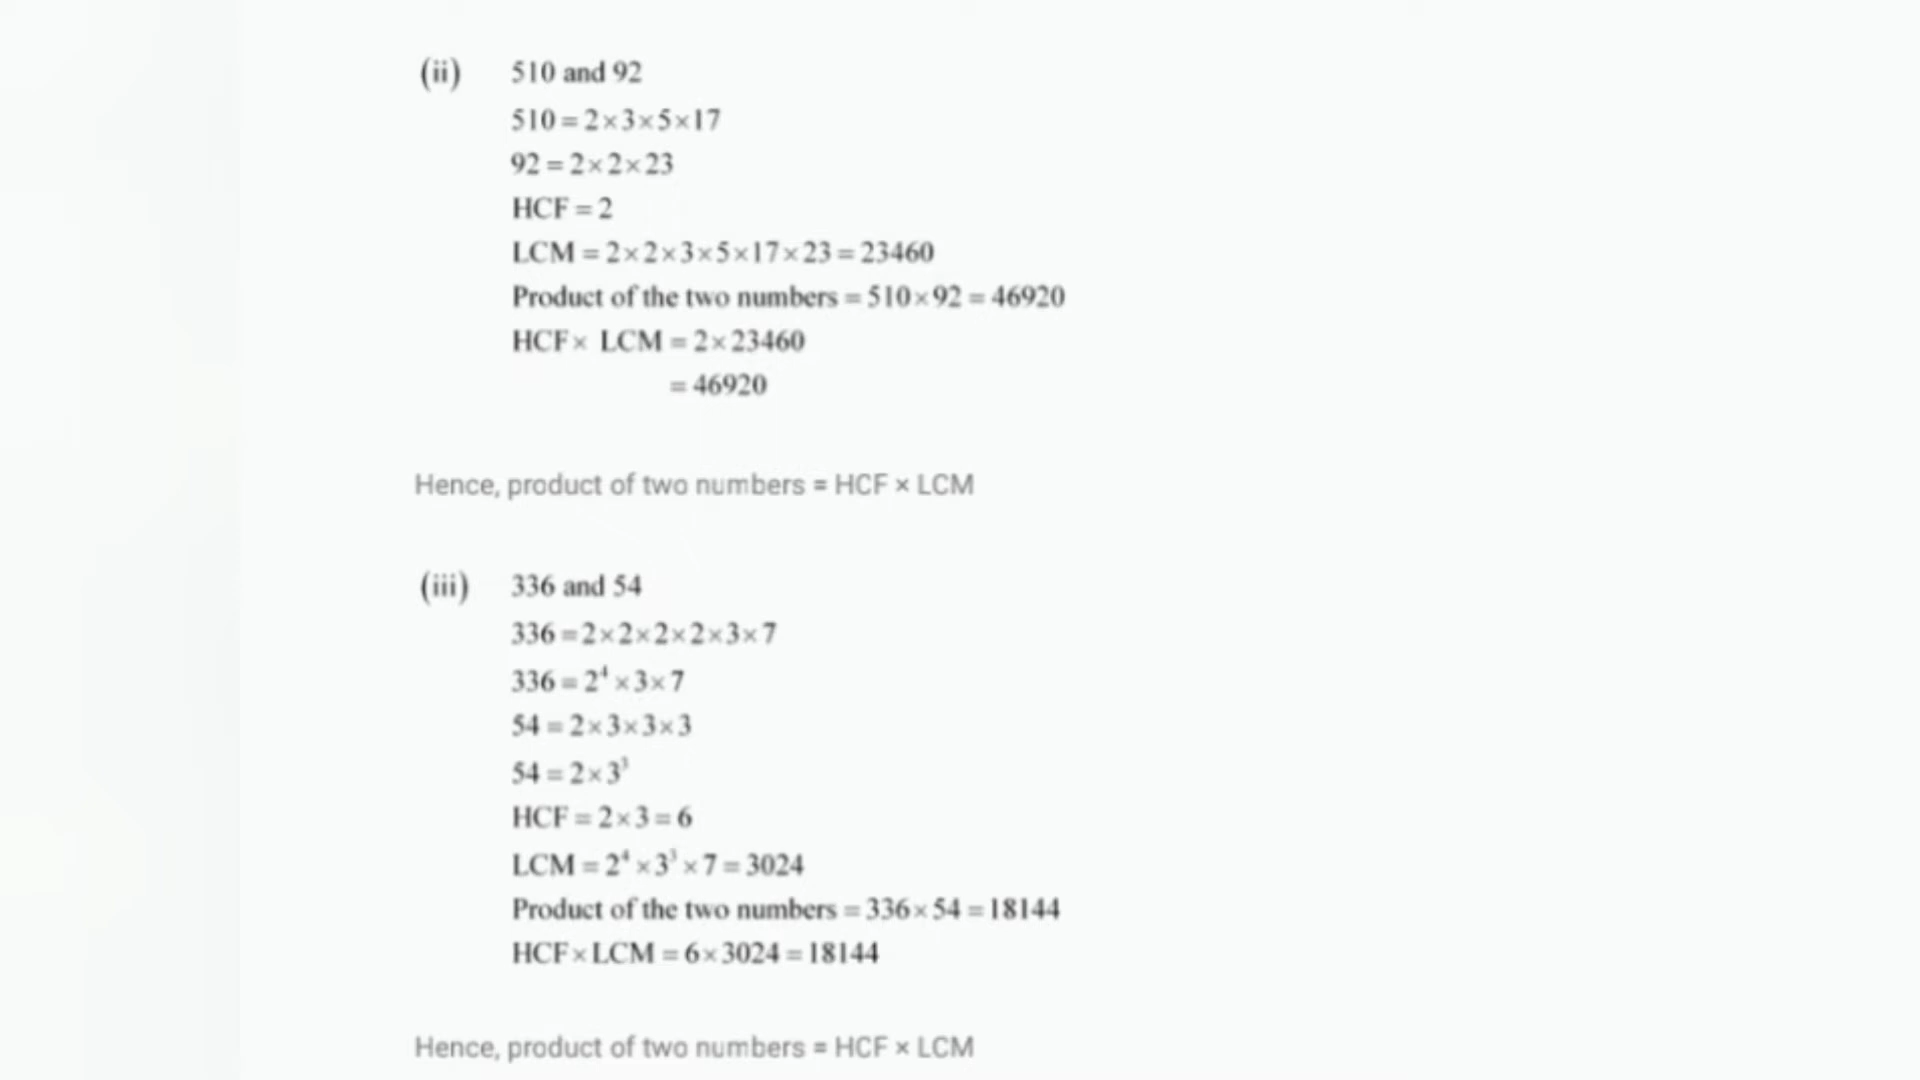 (ii) 510 and 92
510 = 2×3×5×17
92 = 2×2×23
HCF = 2
LCM = 2×2×3×5×17×23 = 23460
Product of the two numbers = 510×92 = 46920
HCF× LCM = 2×23460
= 46920
Hence, product of two numbers = HCF × LCM
(iii) 336 and 54
336 = 2×2×2×2×3×7
336 = 2⁴ ×3×7
54 = 2×3×3×3
54 = 2×3³
HCF = 2×3 = 6
LCM = 2⁴ ×3³ ×7 = 3024
Product of the two numbers = 336×54 = 18144
HCF×LCM = 6×3024 = 18144
Hence, product of two numbers = HCF × LCM